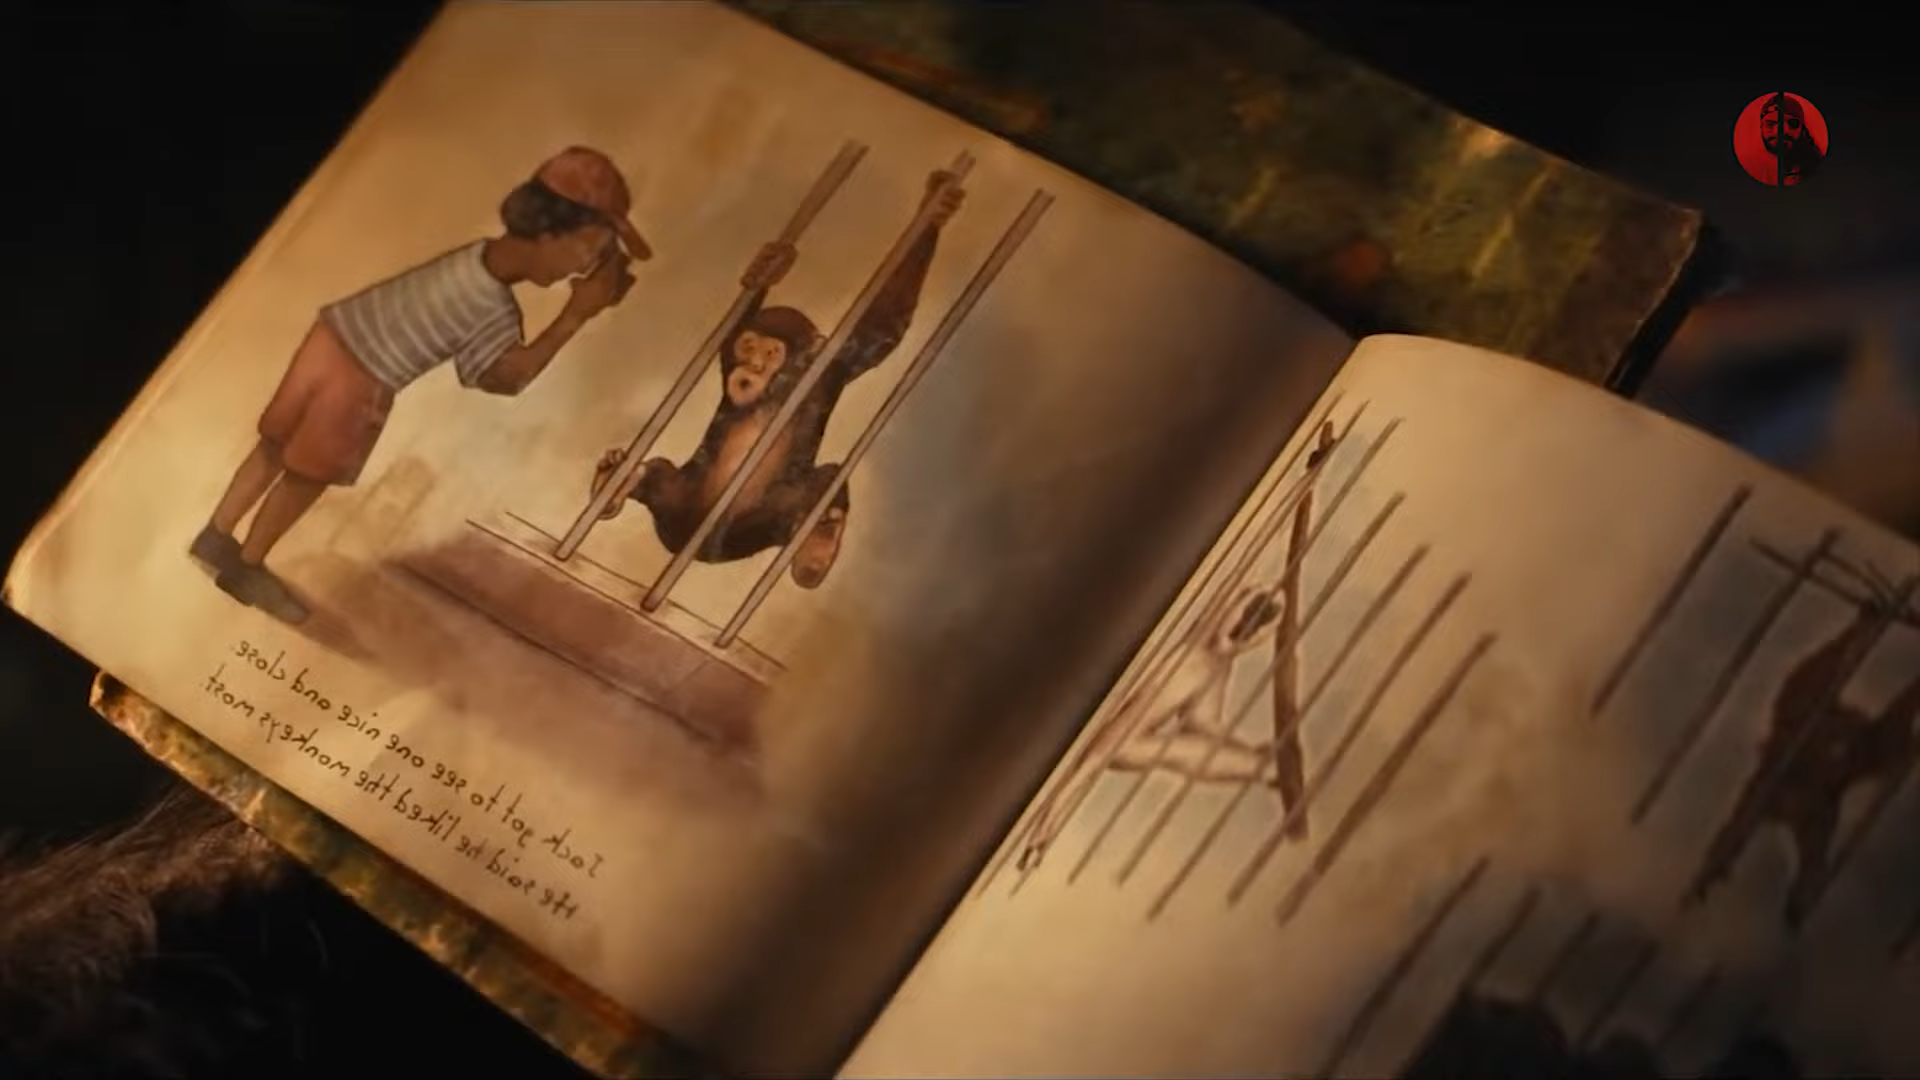 Jack got to see one nice and close.
He said he liked the monkeys most.